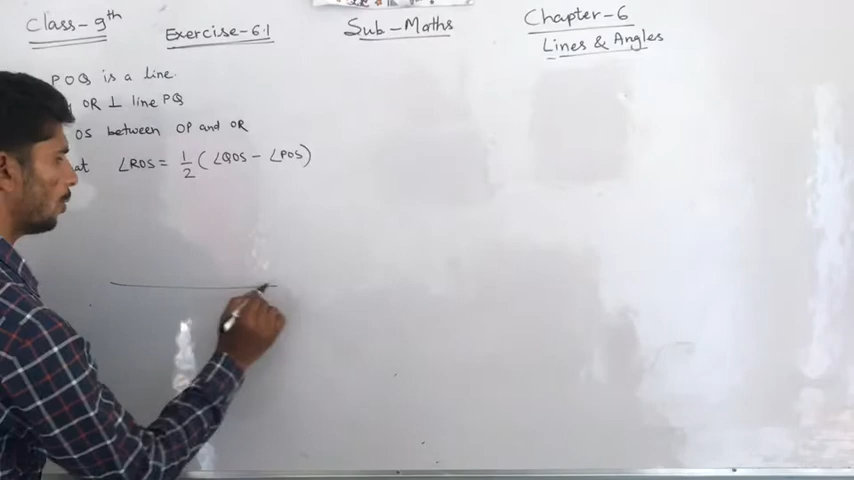 Class-9th
Exercise-6.1
Sub-Maths
Chapter-6
Lines & Angles
POQ is a line.
OR ⊥ line PQ
OS between OP and OR
∠ROS = 1/2 (∠QOS - ∠POS)